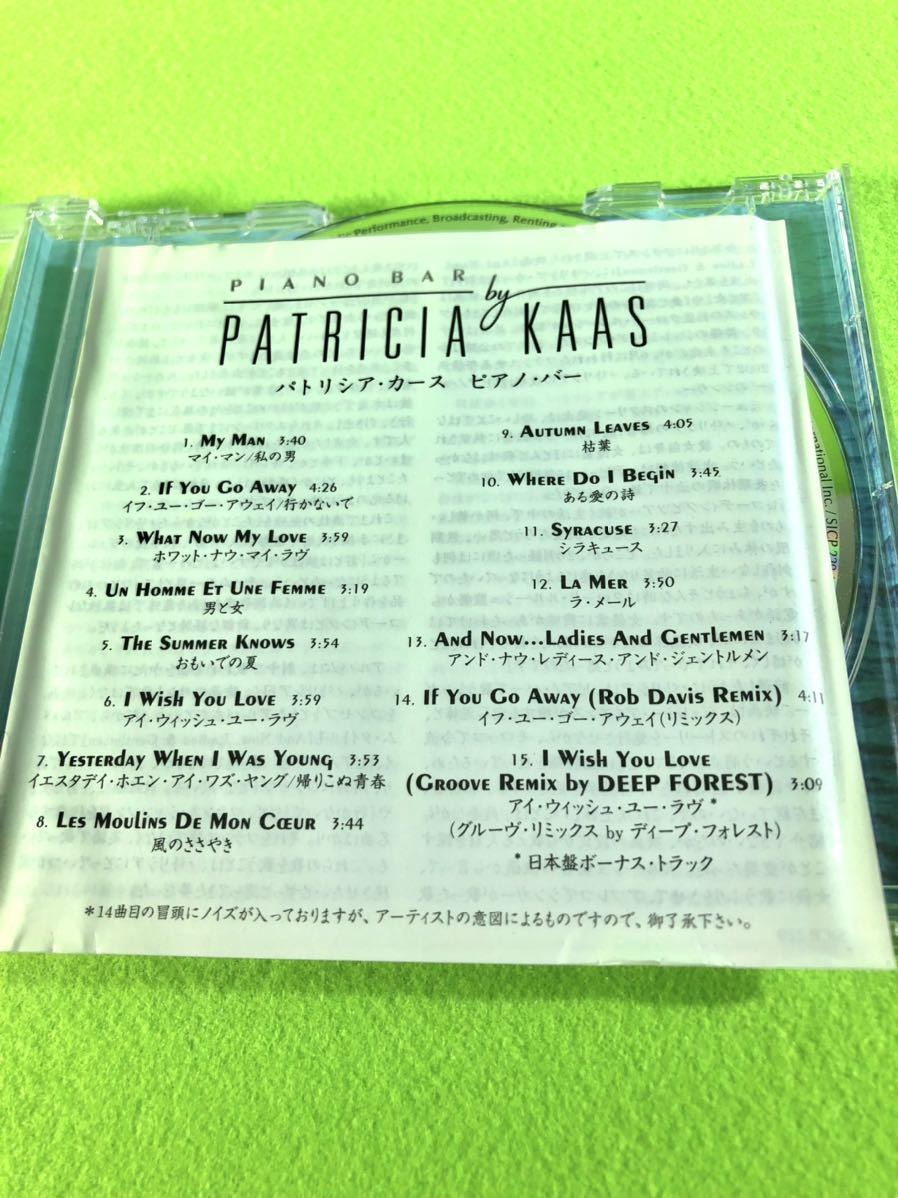 ic Performance, Broadcasting, Renting
PIANO BAR
by
PATRICIA KAAS
パトリシア・カース ピアノ・バー
1. My Man 3:40
マイ・マン/私の男
2. If You Go Away 4:26
イフ・ユー・ゴー・アウェイ/行かないで
3. What Now My Love 3:59
ホワット・ナウ・マイ・ラヴ
4. Un Homme Et Une Femme 3:19
男と女
5. The Summer Knows 3:54
おもいでの夏
6. I Wish You Love 3:59
アイ・ウィッシュ・ユー・ラヴ
7. Yesterday When I Was Young 3:53
イエスタデイ・ホエン・アイ・ワズ・ヤング/帰りこぬ青春
8. Les Moulins De Mon Cœur 3:44
風のささやき
9. Autumn Leaves 4:05
枯葉
10. Where Do I Begin 3:45
ある愛の詩
11. Syracuse 3:27
シラキュース
12. La Mer 3:50
ラ・メール
13. And Now...Ladies And Gentlemen 3:17
アンド・ナウ・レディース・アンド・ジェントルメン
14. If You Go Away (Rob Davis Remix) 4:11
イフ・ユー・ゴー・アウェイ(リミックス)
15. I Wish You Love
(Groove Remix by DEEP FOREST) 3:09
アイ・ウィッシュ・ユー・ラヴ *
(グルーヴ・リミックス by ディープ・フォレスト)
* 日本盤ボーナス・トラック
*14曲目の冒頭にノイズが入っておりますが、アーティストの意図によるものですので、御了承下さい。
ernational Inc. / SICP 229